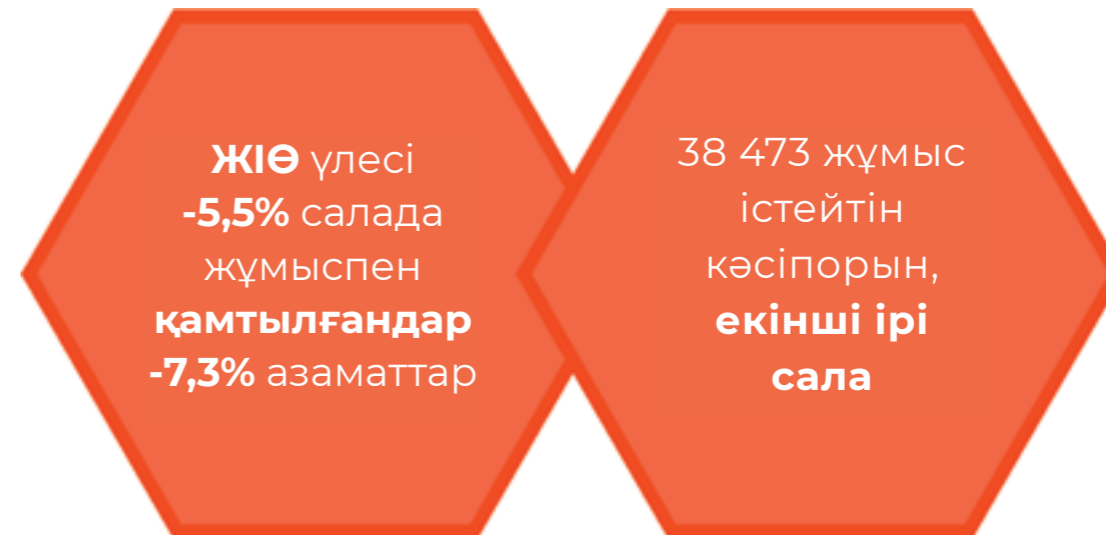 ЖІӨ үлесі
-5,5% салада
жұмыспен
қамтылғандар
-7,3% азаматтар
38 473 жұмыс
істейтін
кәсіпорын,
екінші ірі
сала